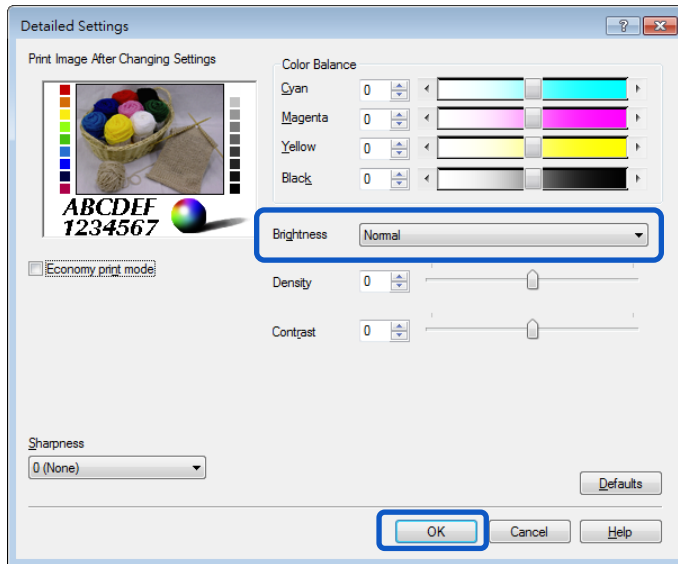 Detailed Settings
Print Image After Changing Settings
ABCDEF
1234567
Economy print mode
Sharpness
0 (None)
Color Balance
Cyan 0
Magenta 0
Yellow 0
Black 0
Brightness Normal
Density 0
Contrast 0
Defaults
OK Cancel Help